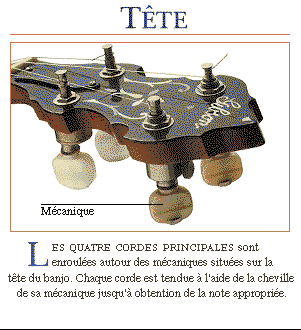 TÊTE
Mécanique
LES QUATRE CORDES PRINCIPALES sont
enroulées autour des mécaniques situées sur la
tête du banjo. Chaque corde est tendue à l'aide de la cheville
de sa mécanique jusqu'à obtention de la note appropriée.